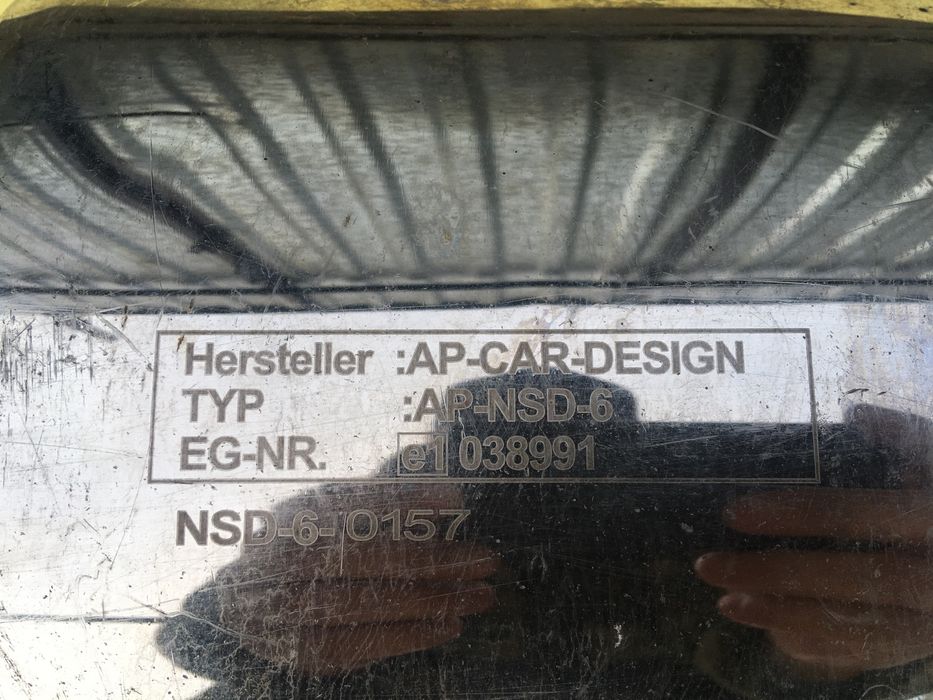 Hersteller :AP-CAR-DESIGN
TYP :AP-NSD-6
EG-NR. e1 038991
NSD-6-0157